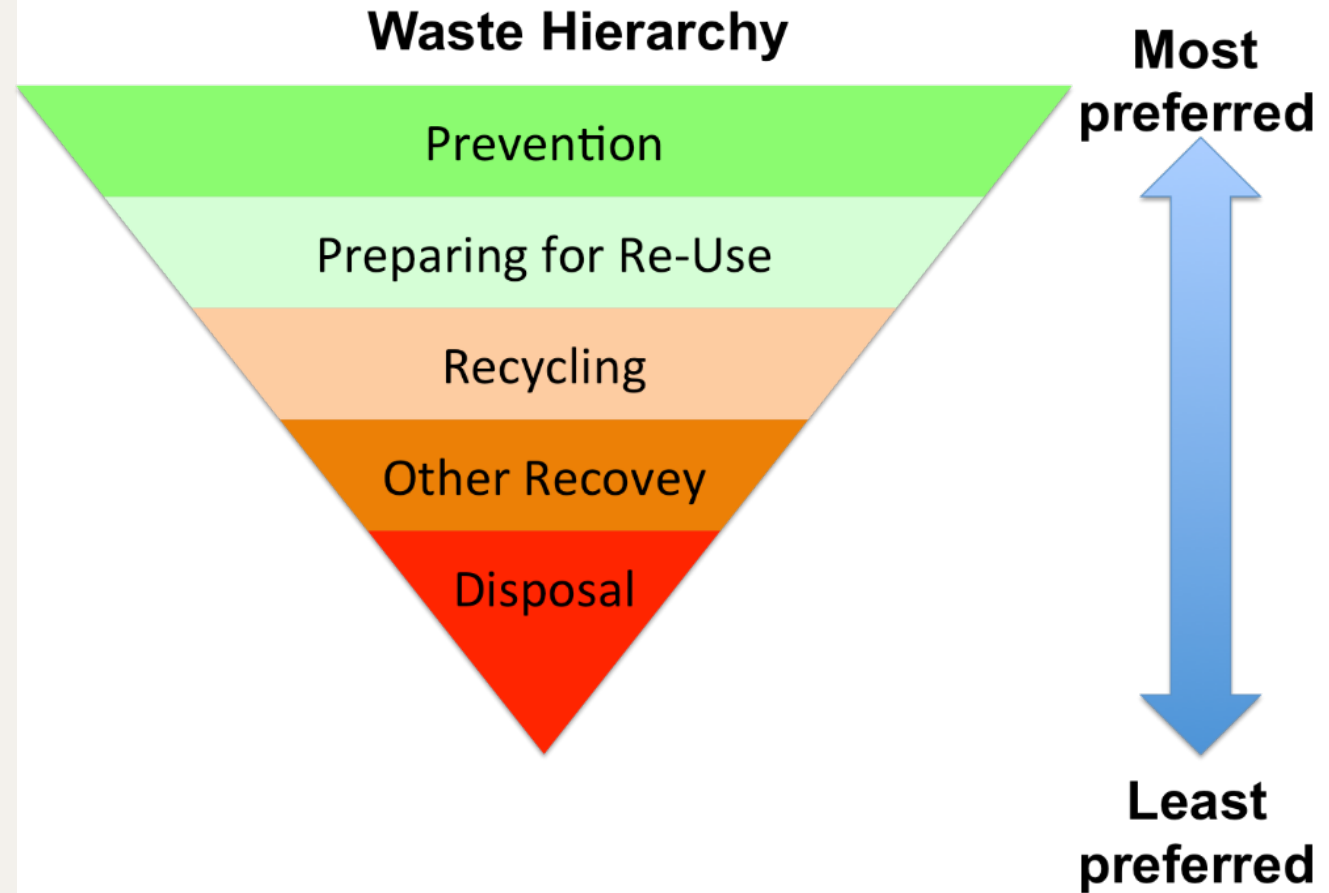 Waste Hierarchy
Most
preferred
Prevention
Preparing for Re-Use
Recycling
Other Recovey
Disposal
Least
preferred